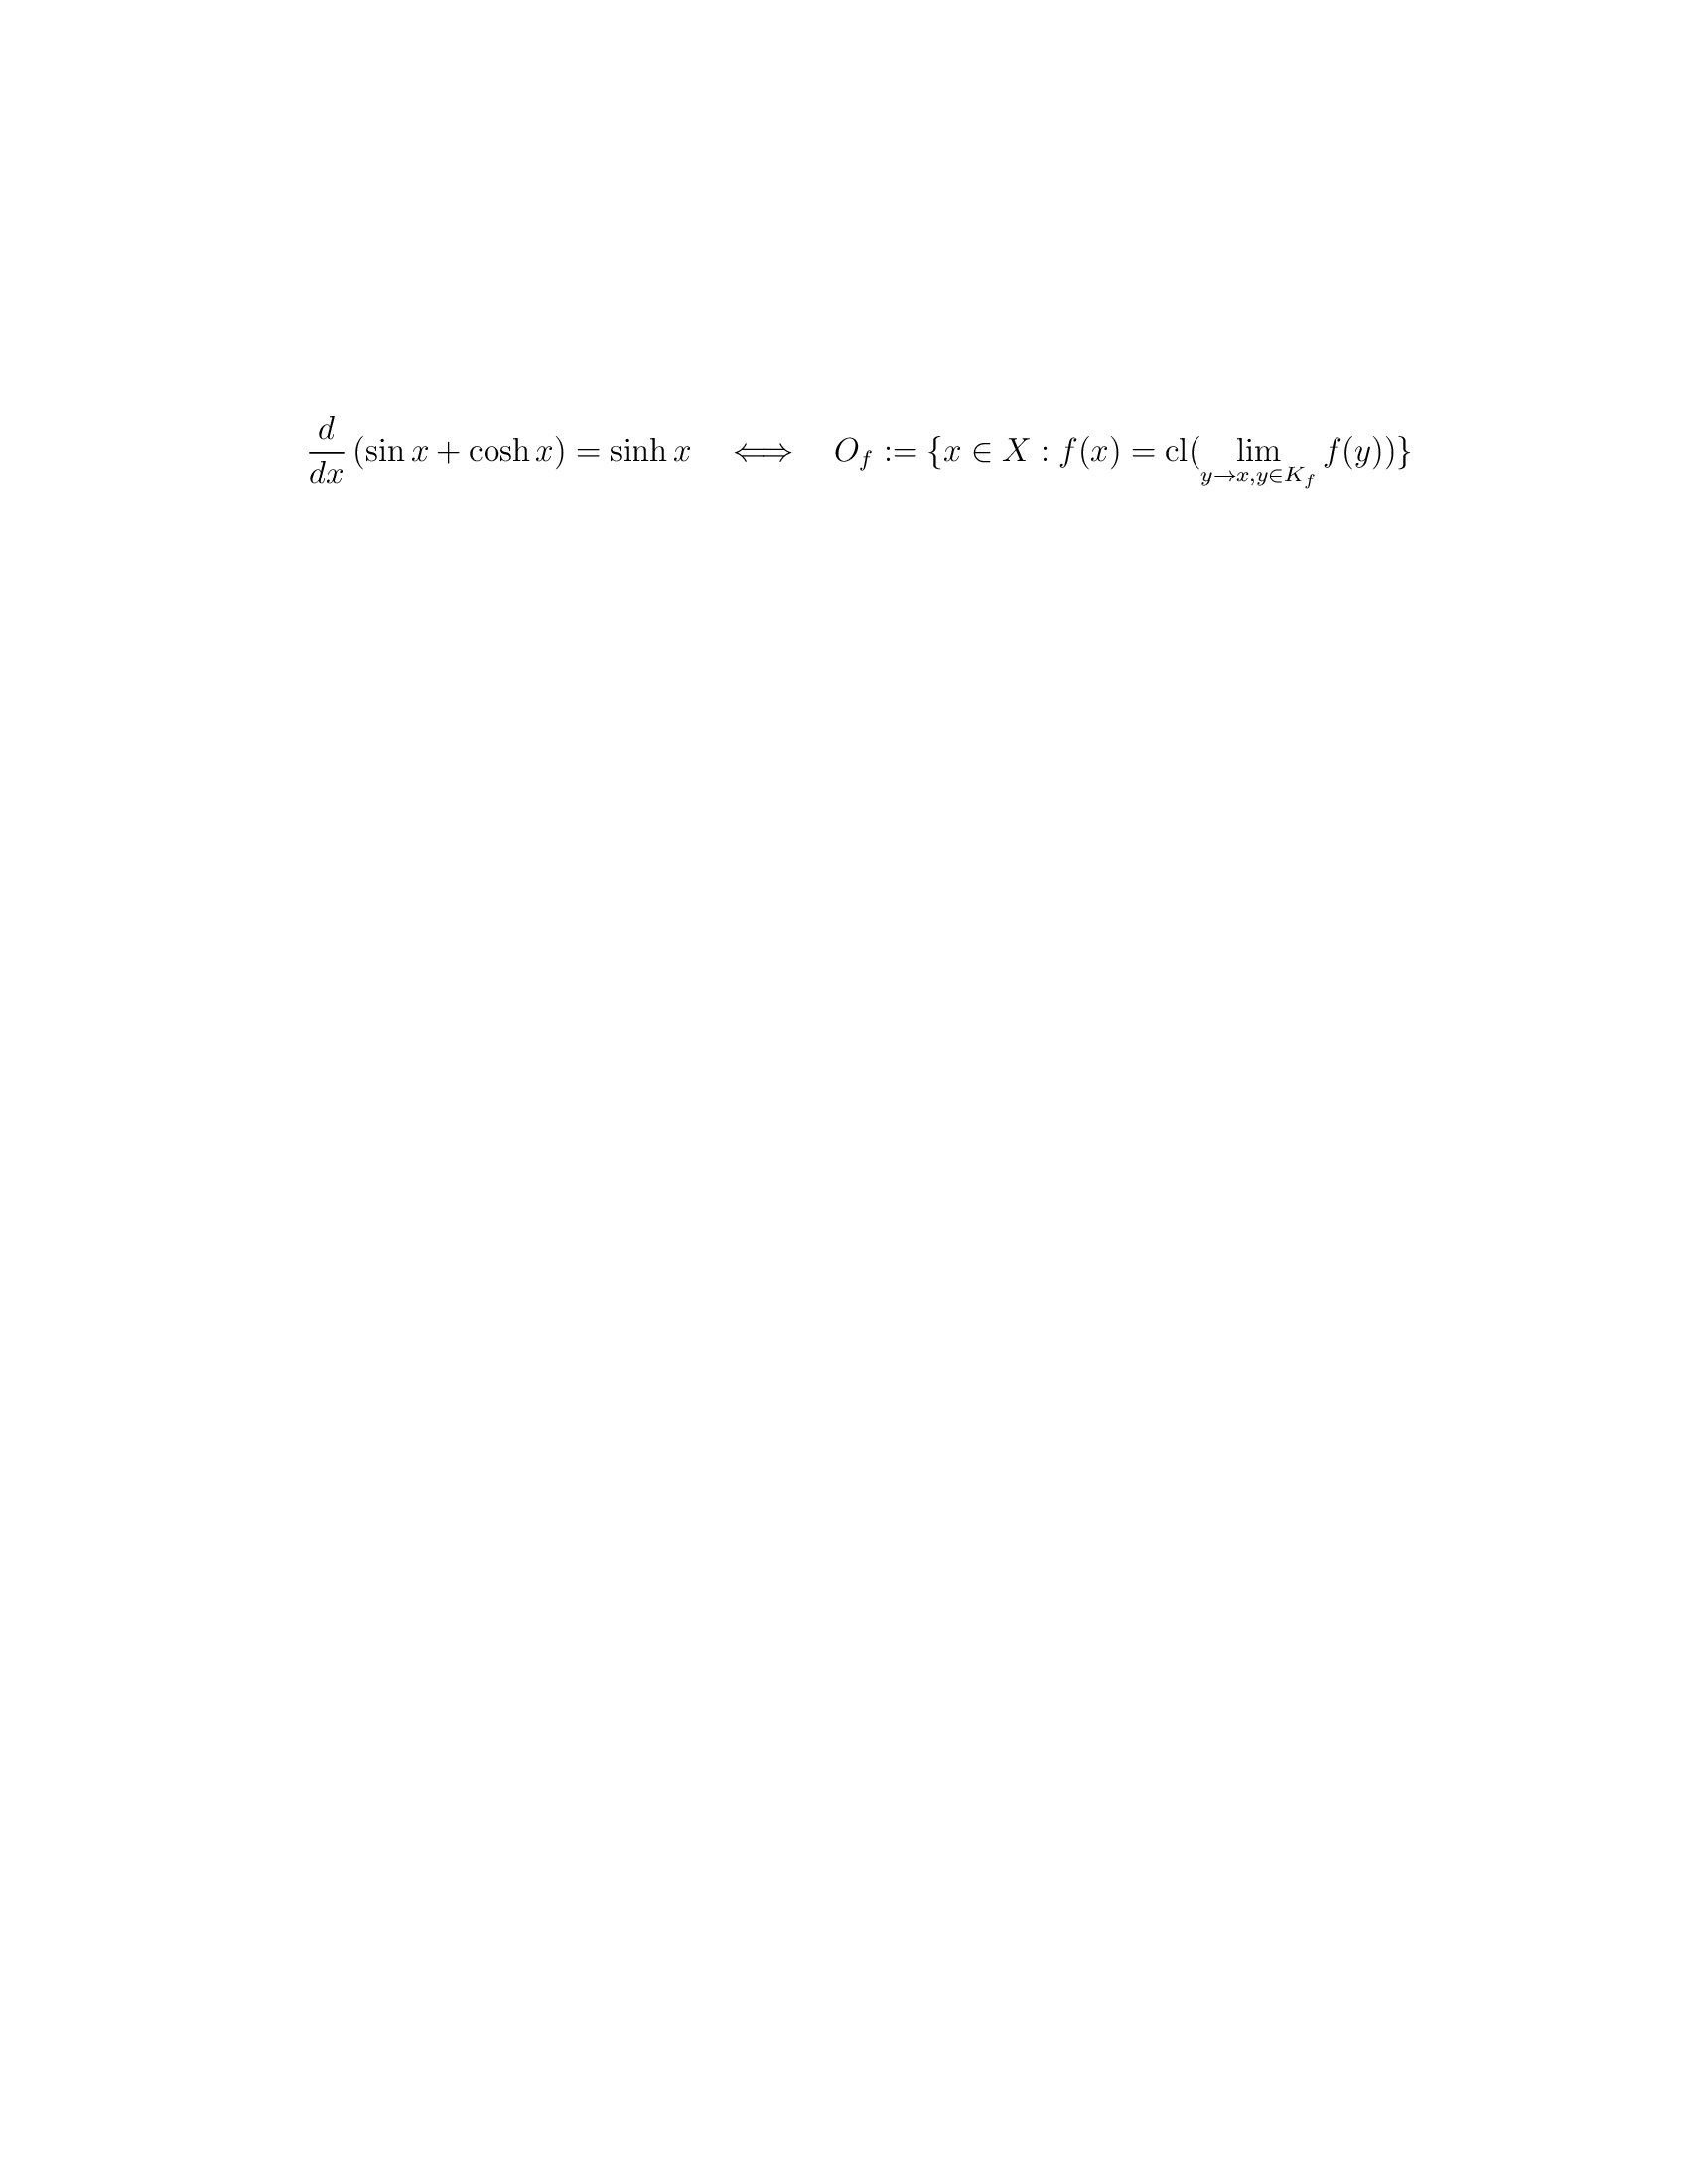 $\frac{d}{dx}(\sin x + \cosh x) = \sinh x \quad \Longleftrightarrow \quad O_f := \{x \in X : f(x) = \mathrm{cl}(\lim_{y \to x, y \in K_f} f(y))\}$